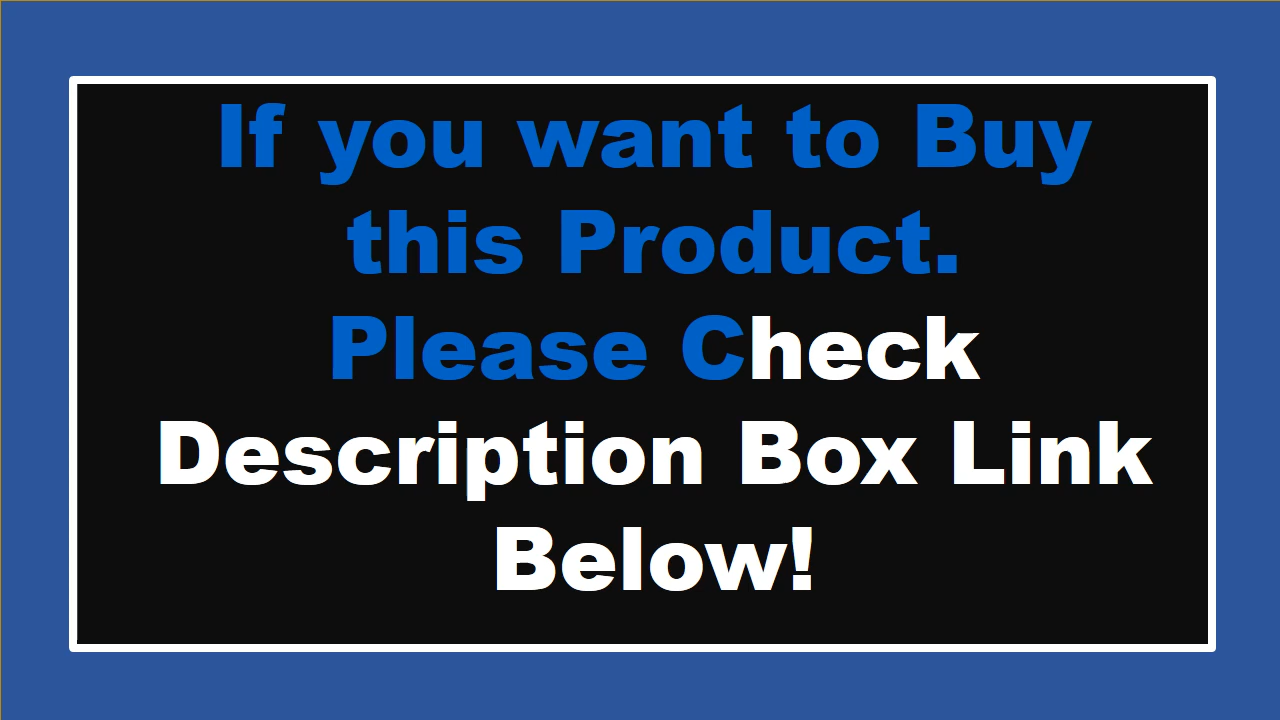 If you want to Buy
this Product.
Please Check
Description Box Link
Below!